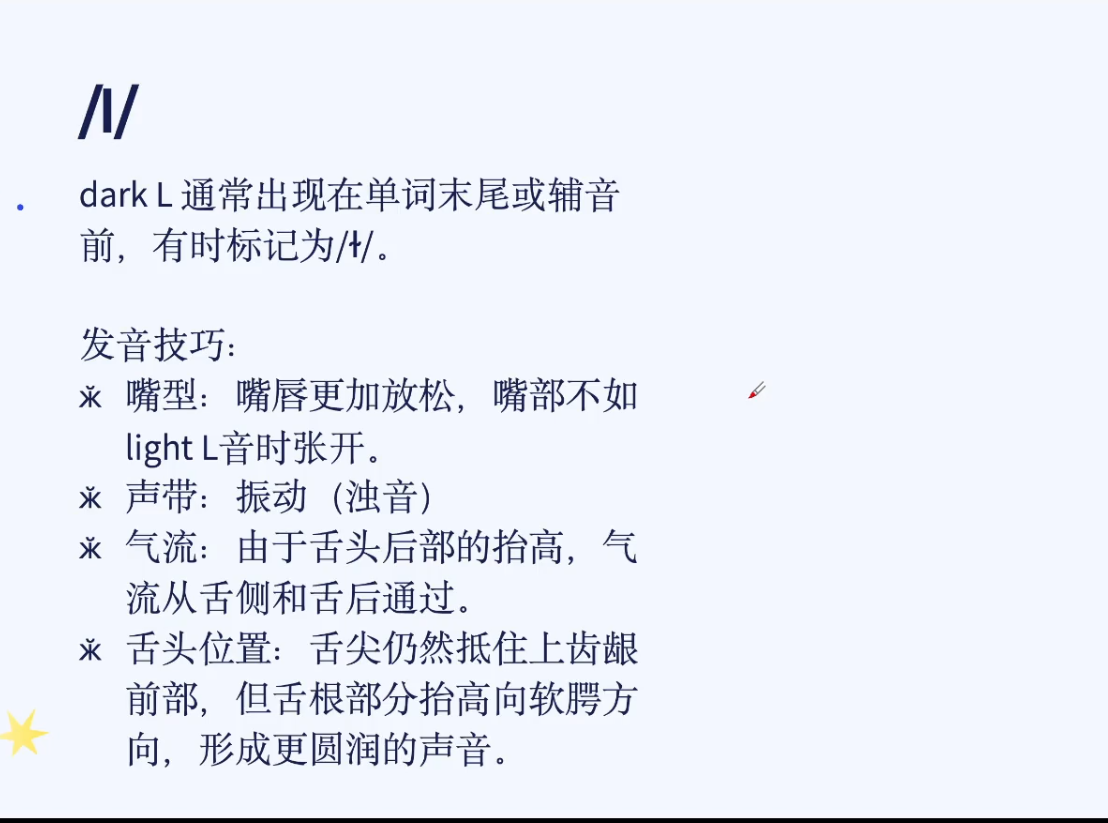 /l/
dark L 通常出现在单词末尾或辅音
前，有时标记为/ɫ/。
发音技巧：
ӝ 嘴型：嘴唇更加放松，嘴部不如
light L音时张开。
ӝ 声带：振动（浊音）
ӝ 气流：由于舌头后部的抬高，气
流从舌侧和舌后通过。
ӝ 舌头位置：舌尖仍然抵住上齿龈
前部，但舌根部分抬高向软腭方
向，形成更圆润的声音。